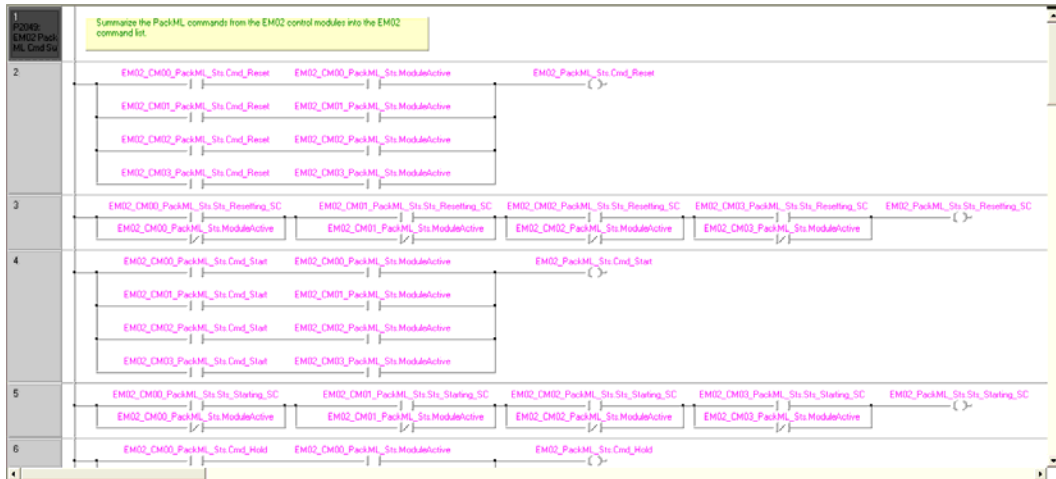 1
P2049:
EM02 Pack
ML Cmd Su
Summarize the PackML commands from the EM02 control modules into the EM02
command list.
2
EM02_CM00_PackML_Sts.Cmd_Reset EM02_CM00_PackML_Sts.ModuleActive EM02_PackML_Sts.Cmd_Reset
EM02_CM01_PackML_Sts.Cmd_Reset EM02_CM01_PackML_Sts.ModuleActive
EM02_CM02_PackML_Sts.Cmd_Reset EM02_CM02_PackML_Sts.ModuleActive
EM02_CM03_PackML_Sts.Cmd_Reset EM02_CM03_PackML_Sts.ModuleActive
3
EM02_CM00_PackML_Sts.Sts_Resetting_SC EM02_CM01_PackML_Sts.Sts_Resetting_SC EM02_CM02_PackML_Sts.Sts_Resetting_SC EM02_CM03_PackML_Sts.Sts_Resetting_SC EM02_PackML_Sts.Sts_Resetting_SC
EM02_CM00_PackML_Sts.ModuleActive EM02_CM01_PackML_Sts.ModuleActive EM02_CM02_PackML_Sts.ModuleActive EM02_CM03_PackML_Sts.ModuleActive
4
EM02_CM00_PackML_Sts.Cmd_Start EM02_CM00_PackML_Sts.ModuleActive EM02_PackML_Sts.Cmd_Start
EM02_CM01_PackML_Sts.Cmd_Start EM02_CM01_PackML_Sts.ModuleActive
EM02_CM02_PackML_Sts.Cmd_Start EM02_CM02_PackML_Sts.ModuleActive
EM02_CM03_PackML_Sts.Cmd_Start EM02_CM03_PackML_Sts.ModuleActive
5
EM02_CM00_PackML_Sts.Sts_Starting_SC EM02_CM01_PackML_Sts.Sts_Starting_SC EM02_CM02_PackML_Sts.Sts_Starting_SC EM02_CM03_PackML_Sts.Sts_Starting_SC EM02_PackML_Sts.Sts_Starting_SC
EM02_CM00_PackML_Sts.ModuleActive EM02_CM01_PackML_Sts.ModuleActive EM02_CM02_PackML_Sts.ModuleActive EM02_CM03_PackML_Sts.ModuleActive
6
EM02_CM00_PackML_Sts.Cmd_Hold EM02_CM00_PackML_Sts.ModuleActive EM02_PackML_Sts.Cmd_Hold